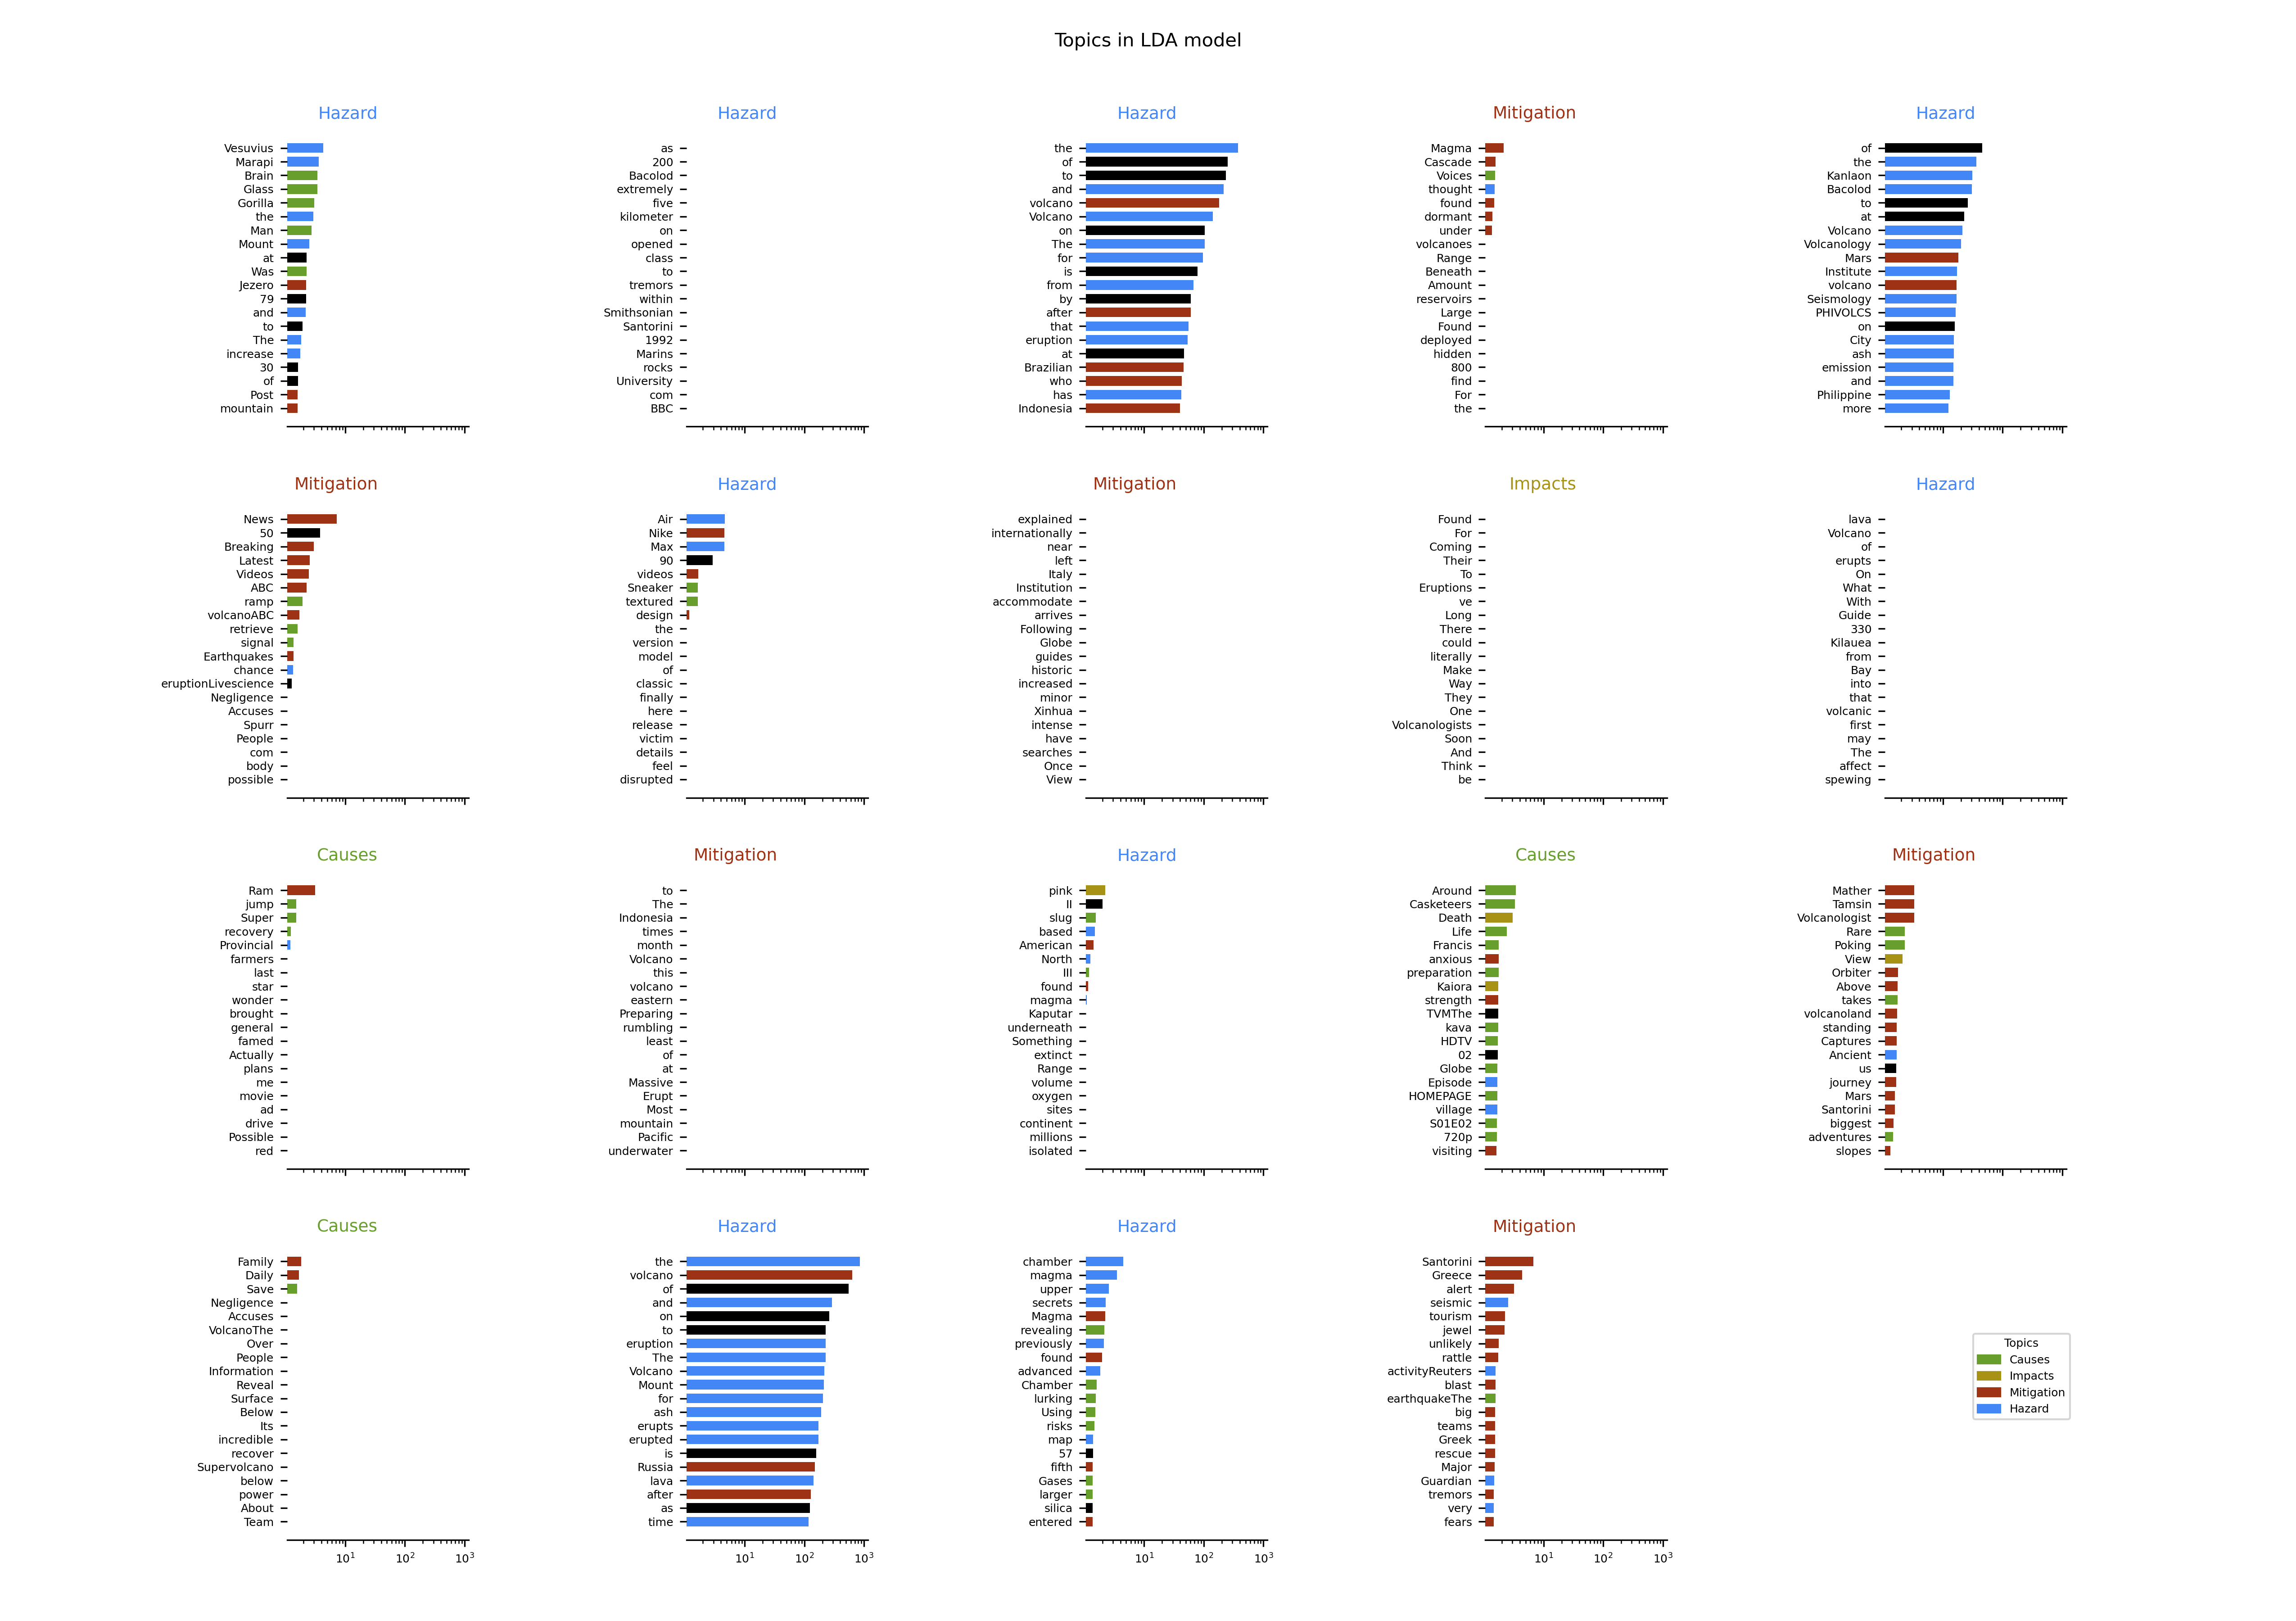 Topics in LDA model
Hazard
Vesuvius
Marapi
Brain
Glass
Gorilla
the
Man
Mount
at
Was
Jezero
79
and
to
The
increase
30
of
Post
mountain
Hazard
as
200
Bacolod
extremely
five
kilometer
on
opened
class
to
tremors
within
Smithsonian
Santorini
1992
Marins
rocks
University
com
BBC
Hazard
the
of
to
and
volcano
Volcano
on
The
for
is
from
by
after
that
eruption
at
Brazilian
who
has
Indonesia
Mitigation
Magma
Cascade
Voices
thought
found
dormant
under
volcanoes
Range
Beneath
Amount
reservoirs
Large
Found
deployed
hidden
800
find
For
the
Hazard
of
the
Kanlaon
Bacolod
to
at
Volcano
Volcanology
Mars
Institute
volcano
Seismology
PHIVOLCS
on
City
ash
emission
and
Philippine
more
Mitigation
News
50
Breaking
Latest
Videos
ABC
ramp
volcanoABC
retrieve
signal
Earthquakes
chance
eruptionLivescience
Negligence
Accuses
Spurr
People
com
body
possible
Hazard
Air
Nike
Max
90
videos
Sneaker
textured
design
the
version
model
of
classic
finally
here
release
victim
details
feel
disrupted
Mitigation
explained
internationally
near
left
Italy
Institution
accommodate
arrives
Following
Globe
guides
historic
increased
minor
Xinhua
intense
have
searches
Once
View
Impacts
Found
For
Coming
Their
To
Eruptions
ve
Long
There
could
literally
Make
Way
They
One
Volcanologists
Soon
And
Think
be
Hazard
lava
Volcano
of
erupts
On
What
With
Guide
330
Kilauea
from
Bay
into
that
volcanic
first
may
The
affect
spewing
Causes
Ram
jump
Super
recovery
Provincial
farmers
last
star
wonder
brought
general
famed
Actually
plans
me
movie
ad
drive
Possible
red
Mitigation
to
The
Indonesia
times
month
Volcano
this
volcano
eastern
Preparing
rumbling
least
of
at
Massive
Erupt
Most
mountain
Pacific
underwater
Hazard
pink
II
slug
based
American
North
III
found
magma
Kaputar
underneath
Something
extinct
Range
volume
oxygen
sites
continent
millions
isolated
Causes
Around
Casketeers
Death
Life
Francis
anxious
preparation
Kaiora
strength
TVMThe
kava
HDTV
02
Globe
Episode
HOMEPAGE
village
S01E02
720p
visiting
Mitigation
Mather
Tamsin
Volcanologist
Rare
Poking
View
Orbiter
Above
takes
volcanoland
standing
Captures
Ancient
us
journey
Mars
Santorini
biggest
adventures
slopes
Causes
Family
Daily
Save
Negligence
Accuses
VolcanoThe
Over
People
Information
Reveal
Surface
Below
Its
incredible
recover
Supervolcano
below
power
About
Team
10¹ 10² 10³
Hazard
the
volcano
of
and
on
to
eruption
The
Volcano
Mount
for
ash
erupts
erupted
is
Russia
lava
after
as
time
10¹ 10² 10³
Hazard
chamber
magma
upper
secrets
Magma
revealing
previously
found
advanced
Chamber
lurking
Using
risks
map
57
fifth
Gases
larger
silica
entered
10¹ 10² 10³
Mitigation
Santorini
Greece
alert
seismic
tourism
jewel
unlikely
rattle
activityReuters
blast
earthquakeThe
big
teams
Greek
rescue
Major
Guardian
tremors
very
fears
10¹ 10² 10³
Topics
Causes
Impacts
Mitigation
Hazard